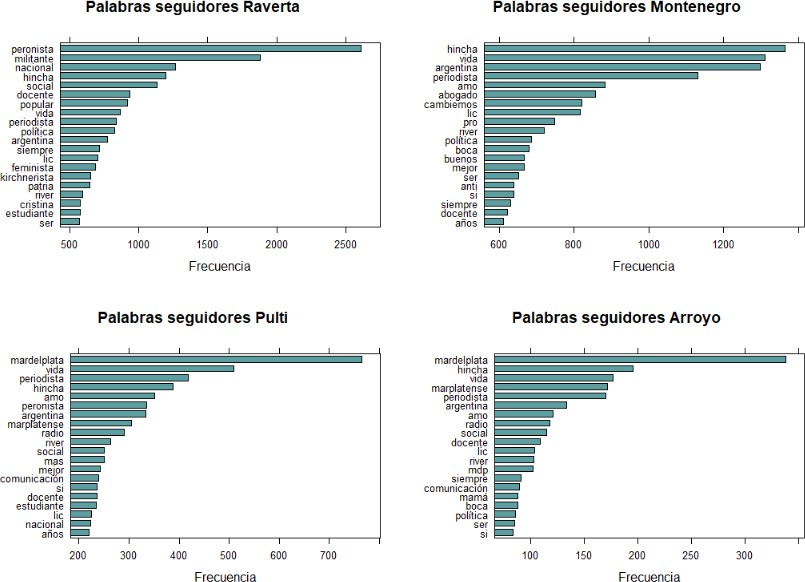 Palabras seguidores Raverta
peronista
militante
nacional
hincha
social
docente
popular
vida
periodista
política
argentina
siempre
lic
feminista
kirchnerista
patria
river
cristina
estudiante
ser
500 1000 1500 2000 2500
Frecuencia
Palabras seguidores Montenegro
hincha
vida
argentina
periodista
amo
abogado
cambiemos
lic
pro
river
política
boca
buenos
mejor
ser
anti
si
siempre
docente
años
600 800 1000 1200
Frecuencia
Palabras seguidores Pulti
mardelplata
vida
periodista
hincha
amo
peronista
argentina
marplatense
radio
river
social
mas
mejor
comunicación
si
docente
estudiante
lic
nacional
años
200 300 400 500 600 700
Frecuencia
Palabras seguidores Arroyo
mardelplata
hincha
vida
marplatense
periodista
argentina
amo
radio
social
docente
lic
river
mdp
siempre
comunicación
mamá
boca
política
ser
si
100 150 200 250 300
Frecuencia